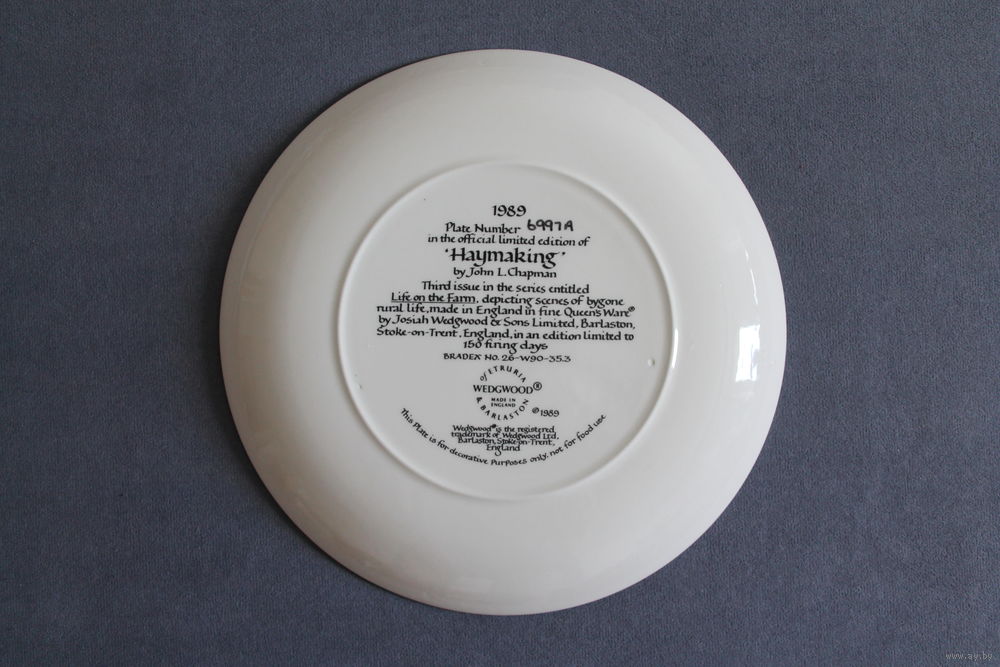 1989
Plate Number 6997A
in the official limited edition of
'Haymaking'
by John L. Chapman
Third issue in the series entitled
Life on the Farm, depicting scenes of bygone
rural life, made in England in fine Queen's Ware®
by Josiah Wedgwood & Sons Limited, Barlaston,
Stoke-on-Trent, England, in an edition limited to
150 firing days
BRADEX NO. 26-W90-35.3
of ETRURIA
WEDGWOOD®
MADE IN
ENGLAND
& BARLASTON
©1989
Wedgwood® is the registered
trademark of Wedgwood Ltd,
Barlaston, Stoke-on-Trent,
England
This Plate is for decorative Purposes only, not for food use
www.ay.by